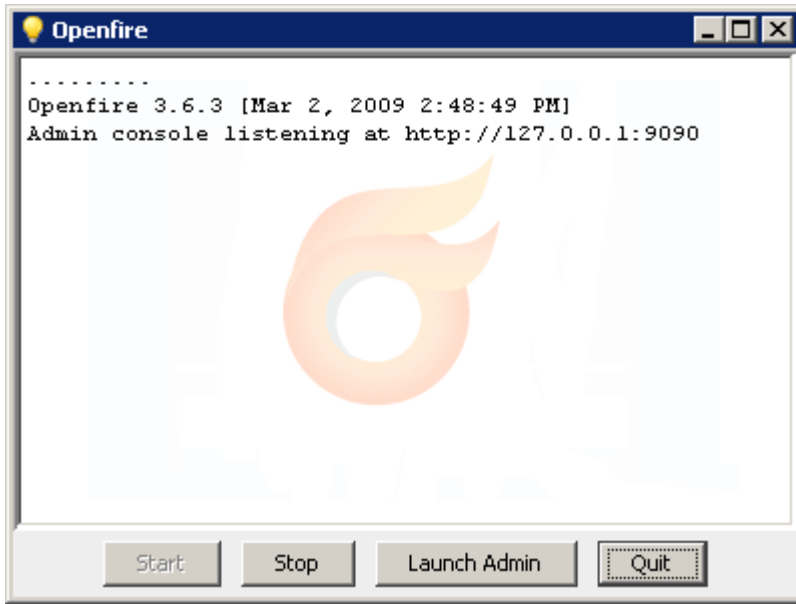 Openfire
.........
Openfire 3.6.3 [Mar 2, 2009 2:48:49 PM]
Admin console listening at http://127.0.0.1:9090
Start Stop Launch Admin Quit